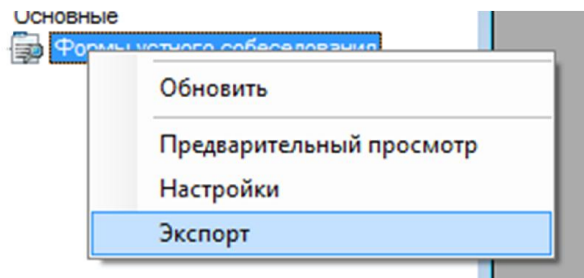 Основные
Формы устного собеседования
Обновить
Предварительный просмотр
Настройки
Экспорт